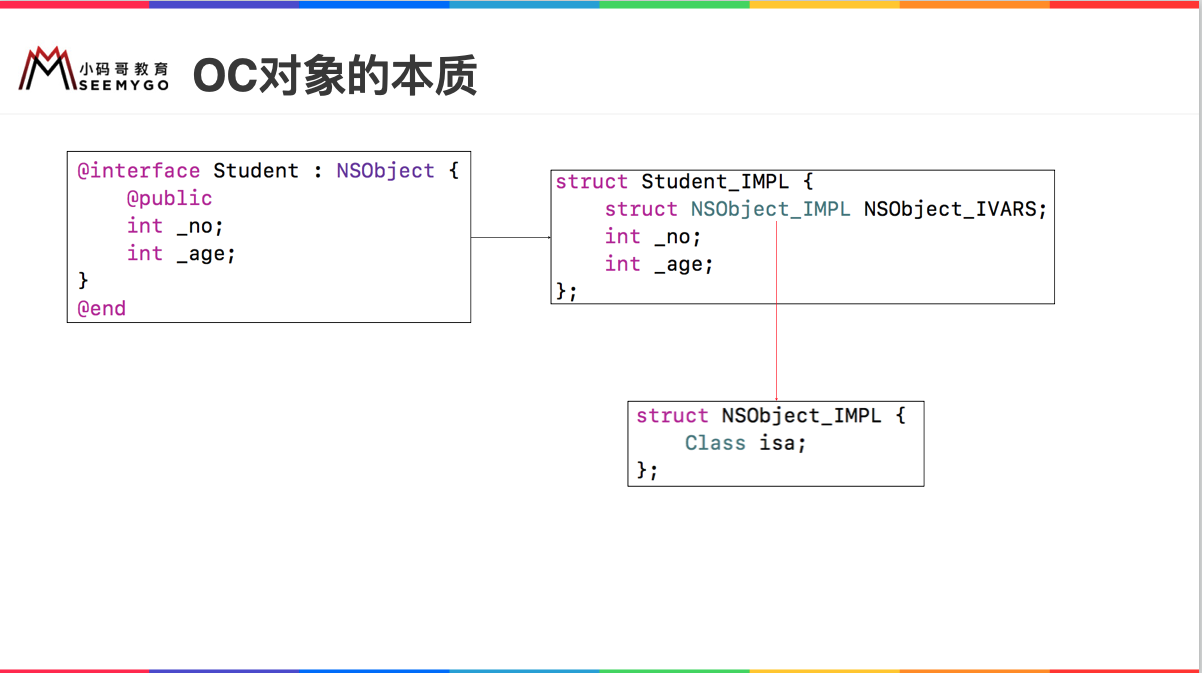 小码哥教育
SEEMYGO
OC对象的本质
@interface Student : NSObject {
    @public
    int _no;
    int _age;
}
@end
struct Student_IMPL {
    struct NSObject_IMPL NSObject_IVARS;
    int _no;
    int _age;
};
struct NSObject_IMPL {
    Class isa;
};